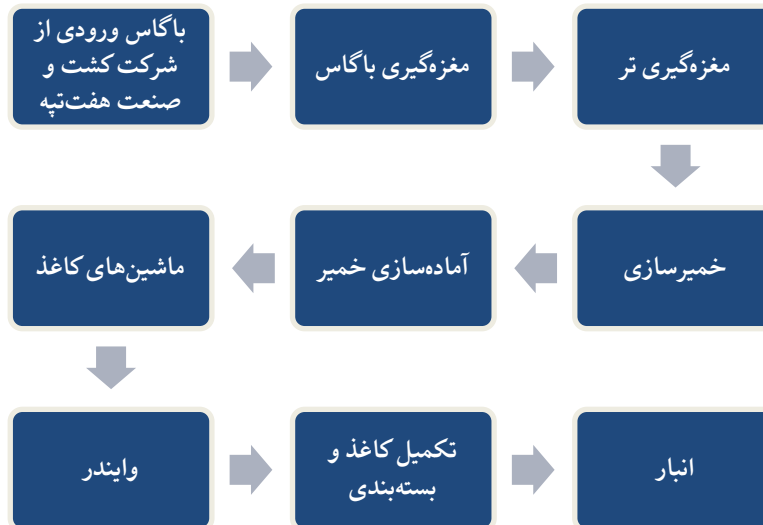 باگاس ورودی از
شرکت کشت و
صنعت هفت‌تپه
مغزه‌گیری باگاس
مغزه‌گیری تر
خمیرسازی
آماده‌سازی خمیر
ماشین‌های کاغذ
وایندر
تکمیل کاغذ و
بسته‌بندی
انبار